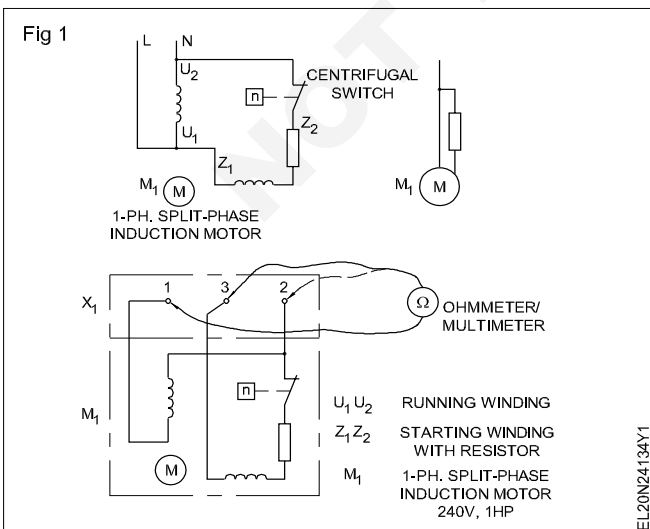 Fig 1
L N
U2
CENTRIFUGAL
SWITCH
n
U1
Z2
Z1
M1 M
1-PH. SPLIT-PHASE
INDUCTION MOTOR
M1 M
NOT
1 3 2
X1
Ω OHMMETER/
MULTIMETER
n
M1
M
U1 U2 RUNNING WINDING
Z1 Z2 STARTING WINDING
WITH RESISTOR
M1 1-PH. SPLIT-PHASE
INDUCTION MOTOR
240V, 1HP
EL20N24134Y1